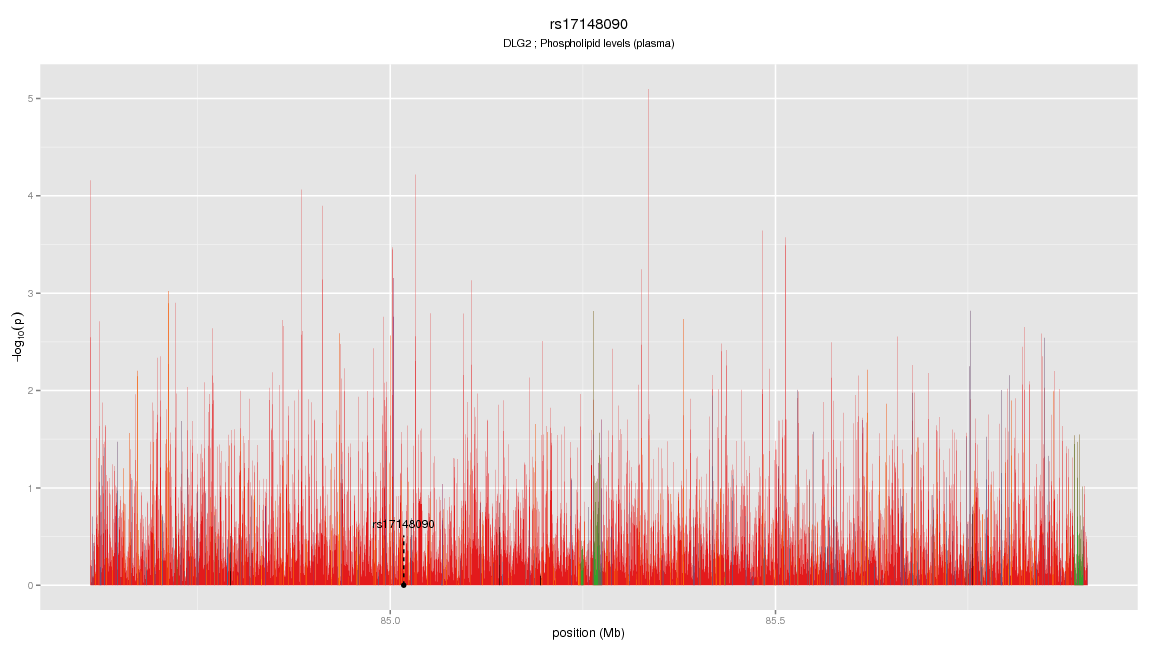 rs17148090
DLG2 ; Phospholipid levels (plasma)
5
4
3
2
1
0
−log10(p)
rs17148090
85.0
85.5
position (Mb)